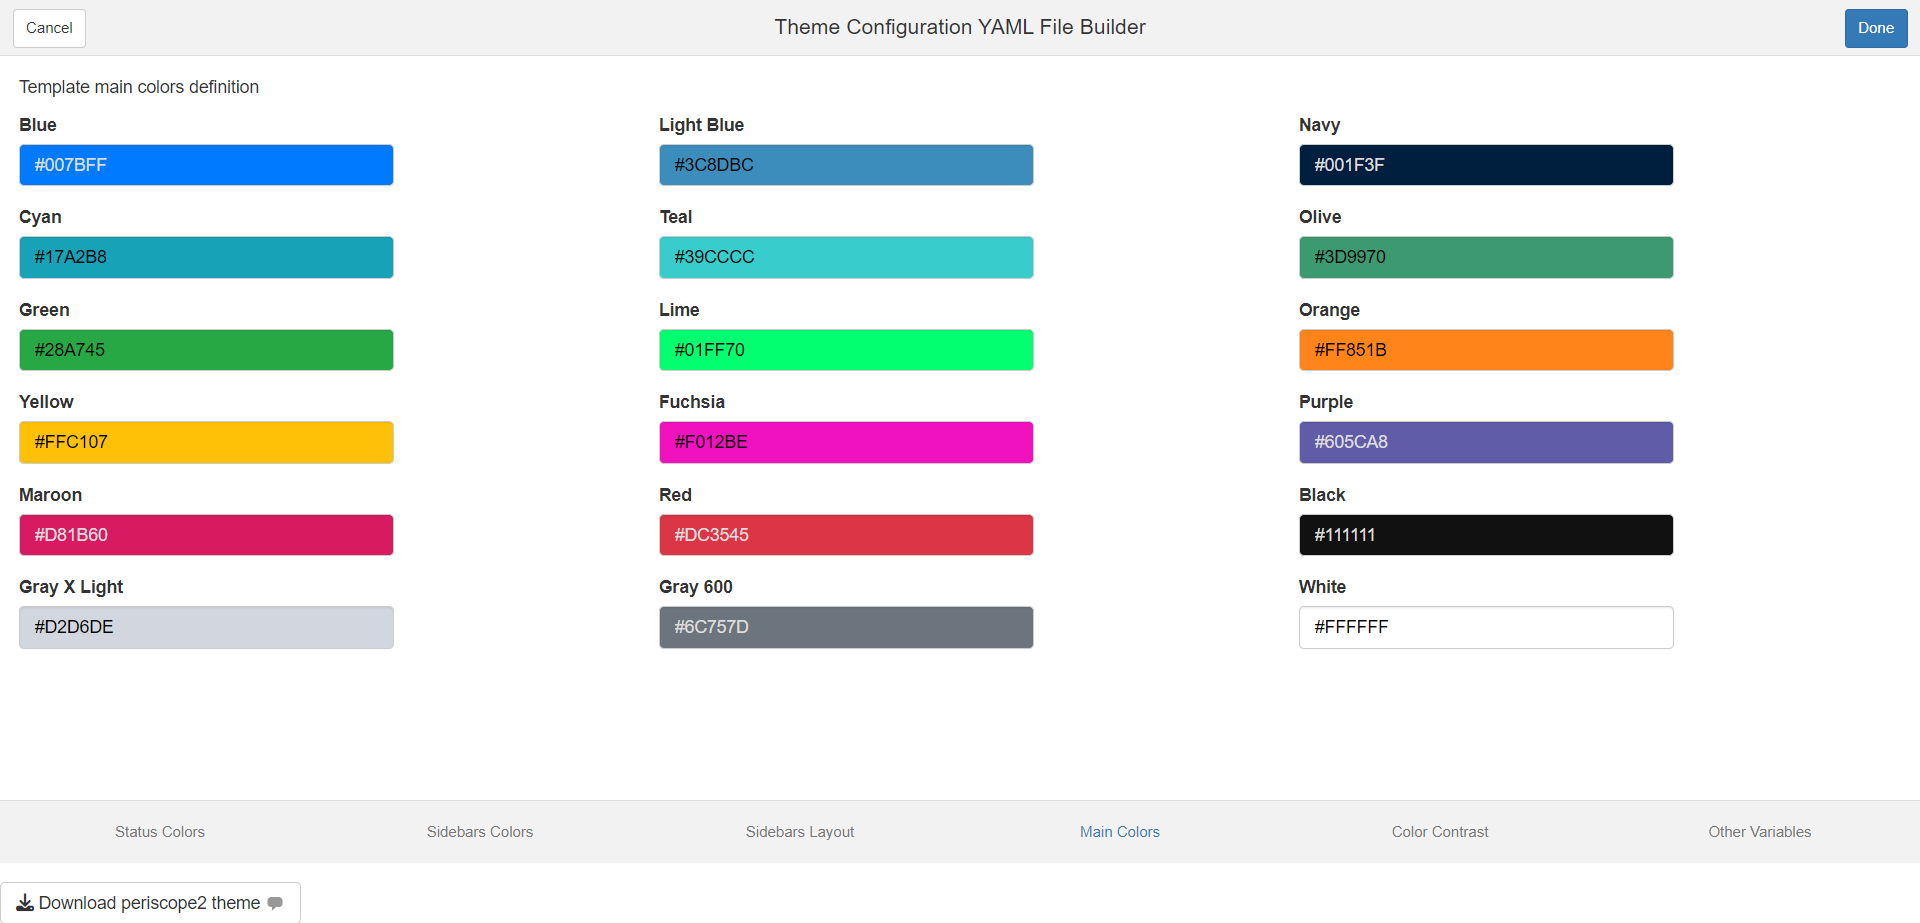 Cancel
Theme Configuration YAML File Builder
Done
Template main colors definition
Blue
Light Blue
Navy
#007BFF
#3C8DBC
#001F3F
Cyan
Teal
Olive
#17A2B8
#39CCCC
#3D9970
Green
Lime
Orange
#28A745
#01FF70
#FF851B
Yellow
Fuchsia
Purple
#FFC107
#F012BE
#605CA8
Maroon
Red
Black
#D81B60
#DC3545
#111111
Gray X Light
Gray 600
White
#D2D6DE
#6C757D
#FFFFFF
Status Colors
Sidebars Colors
Sidebars Layout
Main Colors
Color Contrast
Other Variables
Download periscope2 theme